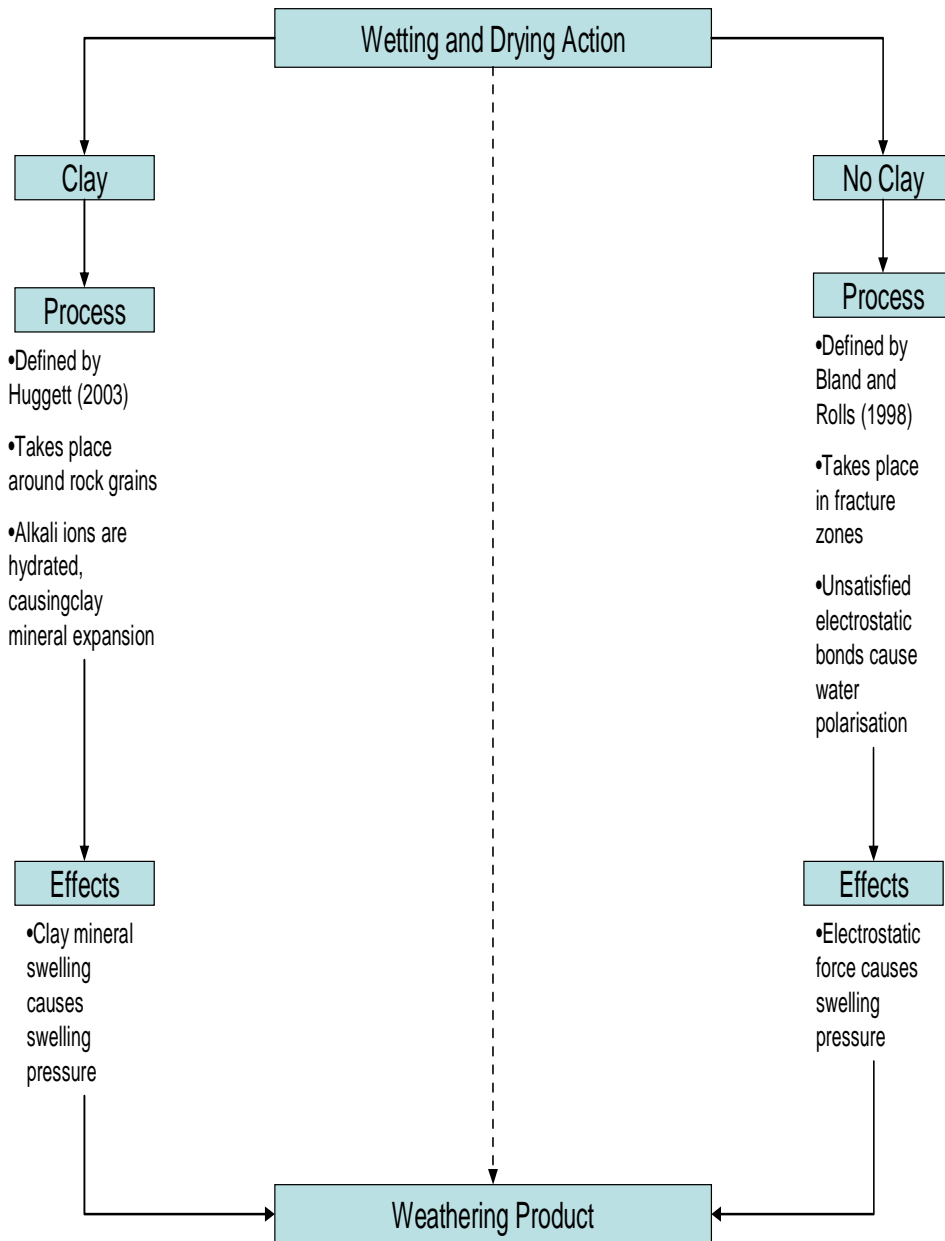 Wetting and Drying Action
Clay
Process
•Defined by
Huggett (2003)
•Takes place
around rock grains
•Alkali ions are
hydrated,
causingclay
mineral expansion
Effects
•Clay mineral
swelling
causes
swelling
pressure
No Clay
Process
•Defined by
Bland and
Rolls (1998)
•Takes place
in fracture
zones
•Unsatisfied
electrostatic
bonds cause
water
polarisation
Effects
•Electrostatic
force causes
swelling
pressure
Weathering Product